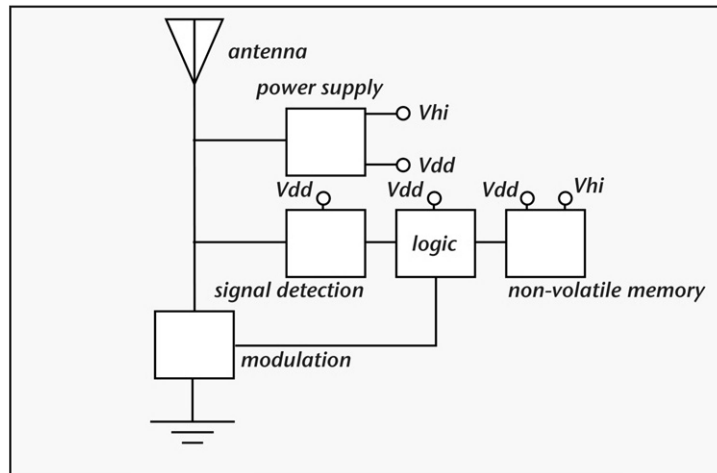 antenna
power supply
Vhi
Vdd
Vdd
Vdd
Vdd
Vhi
logic
signal detection
non-volatile memory
modulation